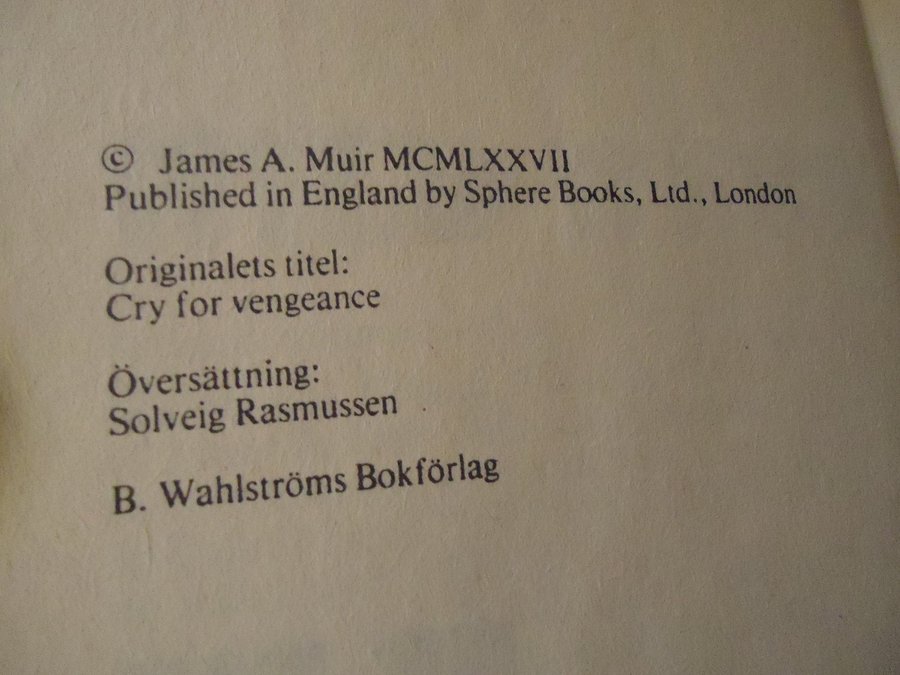 © James A. Muir MCMLXXVII
Published in England by Sphere Books, Ltd., London
Originalets titel:
Cry for vengeance
Översättning:
Solveig Rasmussen
B. Wahlströms Bokförlag